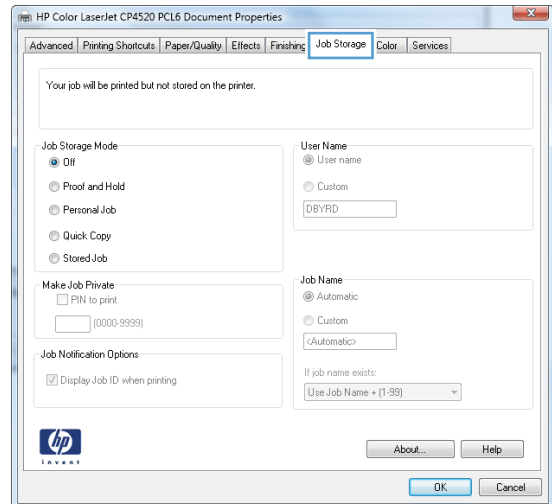 HP Color LaserJet CP4520 PCL6 Document Properties
Advanced Printing Shortcuts Paper/Quality Effects Finishing Job Storage Color Services
Your job will be printed but not stored on the printer.
Job Storage Mode
Off
Proof and Hold
Personal Job
Quick Copy
Stored Job
User Name
User name
Custom
DBYRD
Make Job Private
PIN to print
(0000-9999)
Job Name
Automatic
Custom
<Automatic>
If job name exists:
Use Job Name + (1-99)
Job Notification Options
Display Job ID when printing
hp
invent
About... Help
OK Cancel